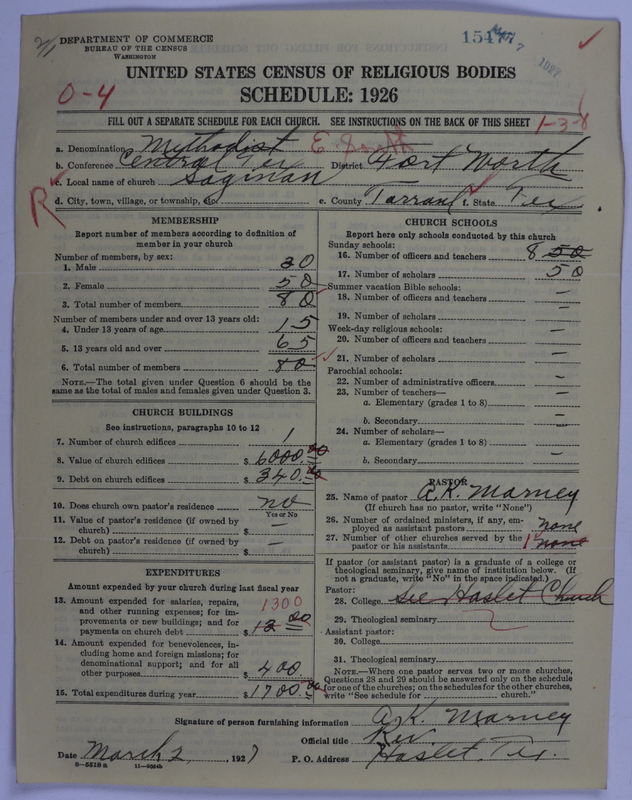 DEPARTMENT OF COMMERCE
BUREAU OF THE CENSUS
WASHINGTON
15477
1927
UNITED STATES CENSUS OF RELIGIOUS BODIES
SCHEDULE: 1926
0-4
FILL OUT A SEPARATE SCHEDULE FOR EACH CHURCH. SEE INSTRUCTIONS ON THE BACK OF THIS SHEET
1-3-8
a. Denomination Methodist E South
b. Conference Central Tex District Fort Worth
c. Local name of church Saginaw
R
d. City, town, village, or township, etc. e. County Tarrant f. State Tex
MEMBERSHIP
Report number of members according to definition of
member in your church
Number of members, by sex:
1. Male 30
2. Female 50
3. Total number of members 80
Number of members under and over 13 years old:
4. Under 13 years of age 15
5. 13 years old and over 65
6. Total number of members 80
NOTE.—The total given under Question 6 should be the
same as the total of males and females given under Question 3.
CHURCH BUILDINGS
See instructions, paragraphs 10 to 12
7. Number of church edifices 1
8. Value of church edifices $ 6000.00
9. Debt on church edifices $ 340.00
10. Does church own pastor's residence no
Yes or No
11. Value of pastor's residence (if owned by
church) $ —
12. Debt on pastor's residence (if owned by
church) $ —
EXPENDITURES
Amount expended by your church during last fiscal year
13. Amount expended for salaries, repairs,
and other running expenses; for im-
provements or new buildings; and for
payments on church debt $ 13 00
1300
14. Amount expended for benevolences, in-
cluding home and foreign missions; for
denominational support; and for all
other purposes $ 400
15. Total expenditures during year $ 1700.00
CHURCH SCHOOLS
Report here only schools conducted by this church
Sunday schools:
16. Number of officers and teachers 8 50
17. Number of scholars 50
Summer vacation Bible schools:
18. Number of officers and teachers —
19. Number of scholars —
Week-day religious schools:
20. Number of officers and teachers —
21. Number of scholars —
Parochial schools:
22. Number of administrative officers —
23. Number of teachers—
a. Elementary (grades 1 to 8) —
b. Secondary —
24. Number of scholars—
a. Elementary (grades 1 to 8) —
b. Secondary —
PASTOR
25. Name of pastor A. K. Marney
(If church has no pastor, write "None")
26. Number of ordained ministers, if any, em-
ployed as assistant pastors none
27. Number of other churches served by the
pastor or his assistants 1 none
If pastor (or assistant pastor) is a graduate of a college or
theological seminary, give name of institution below. (If
not a graduate, write "No" in the space indicated.)
Pastor:
28. College See Haslet Church
29. Theological seminary
Assistant pastor:
30. College
31. Theological seminary
NOTE.—Where one pastor serves two or more churches,
Questions 28 and 29 should be answered only on the schedule
for one of the churches; on the schedules for the other churches,
write "See schedule for church."
Signature of person furnishing information A. K. Marney
Official title Rev.
Date March 2, 1927 P. O. Address Haslet, Tex.